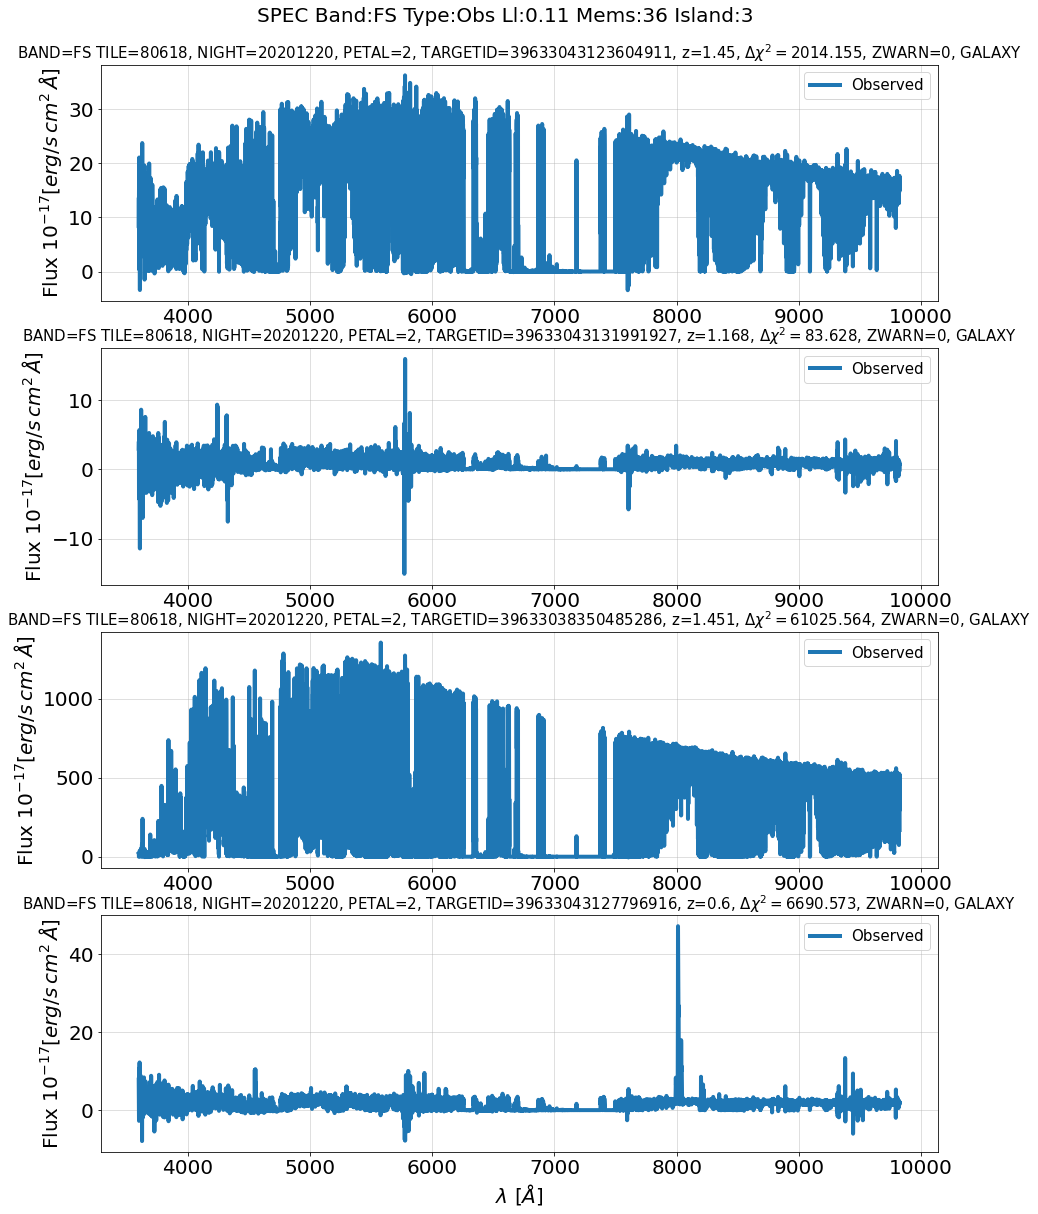 SPEC Band:FS Type:Obs Ll:0.11 Mems:36 Island:3
BAND=FS TILE=80618, NIGHT=20201220, PETAL=2, TARGETID=39633043123604911, z=1.45, Δχ² = 2014.155, ZWARN=0, GALAXY
Flux 10⁻¹⁷[erg/s cm² Å]
30
20
10
0
Observed
4000 5000 6000 7000 8000 9000 10000
BAND=FS TILE=80618, NIGHT=20201220, PETAL=2, TARGETID=39633043131991927, z=1.168, Δχ² = 83.628, ZWARN=0, GALAXY
Flux 10⁻¹⁷[erg/s cm² Å]
10
0
−10
Observed
4000 5000 6000 7000 8000 9000 10000
BAND=FS TILE=80618, NIGHT=20201220, PETAL=2, TARGETID=39633038350485286, z=1.451, Δχ² = 61025.564, ZWARN=0, GALAXY
Flux 10⁻¹⁷[erg/s cm² Å]
1000
500
0
Observed
4000 5000 6000 7000 8000 9000 10000
BAND=FS TILE=80618, NIGHT=20201220, PETAL=2, TARGETID=39633043127796916, z=0.6, Δχ² = 6690.573, ZWARN=0, GALAXY
Flux 10⁻¹⁷[erg/s cm² Å]
40
20
0
Observed
4000 5000 6000 7000 8000 9000 10000
λ [Å]